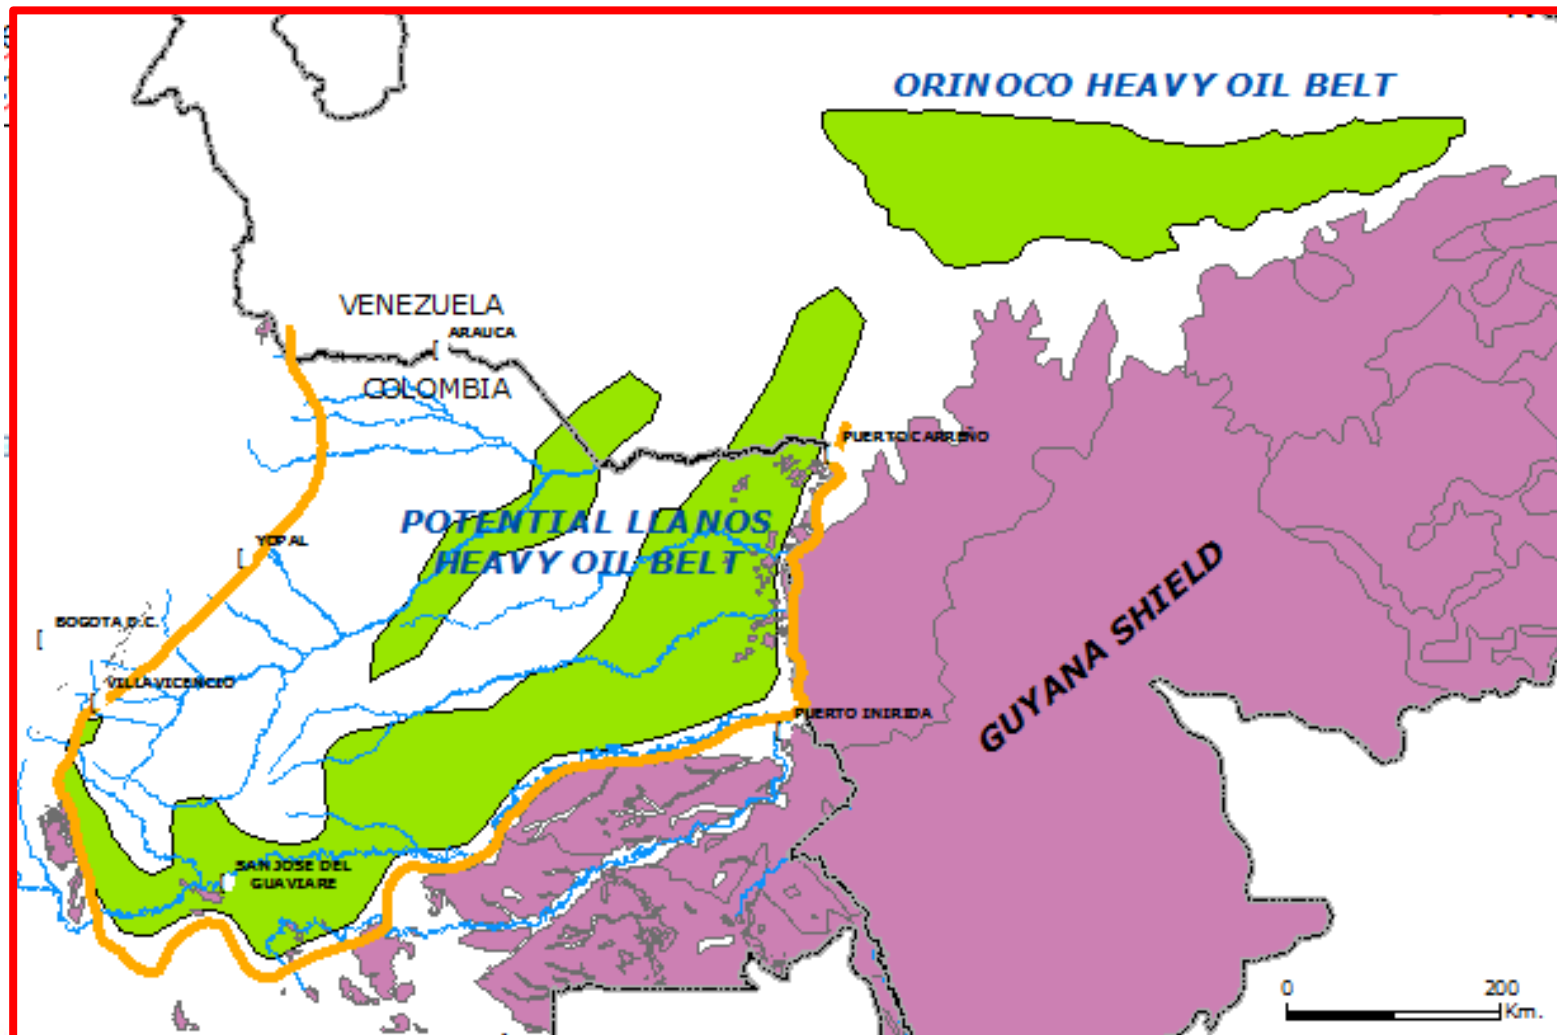 ORINOCO HEAVY OIL BELT
VENEZUELA
ARAUCA
COLOMBIA
PUERTO CARREÑO
POTENTIAL LLANOS
HEAVY OIL BELT
YOPAL
BOGOTA D.C.
VILLAVICENCIO
GUYANA SHIELD
PUERTO INIRIDA
SAN JOSE DEL
GUAVIARE
0 200
Km.